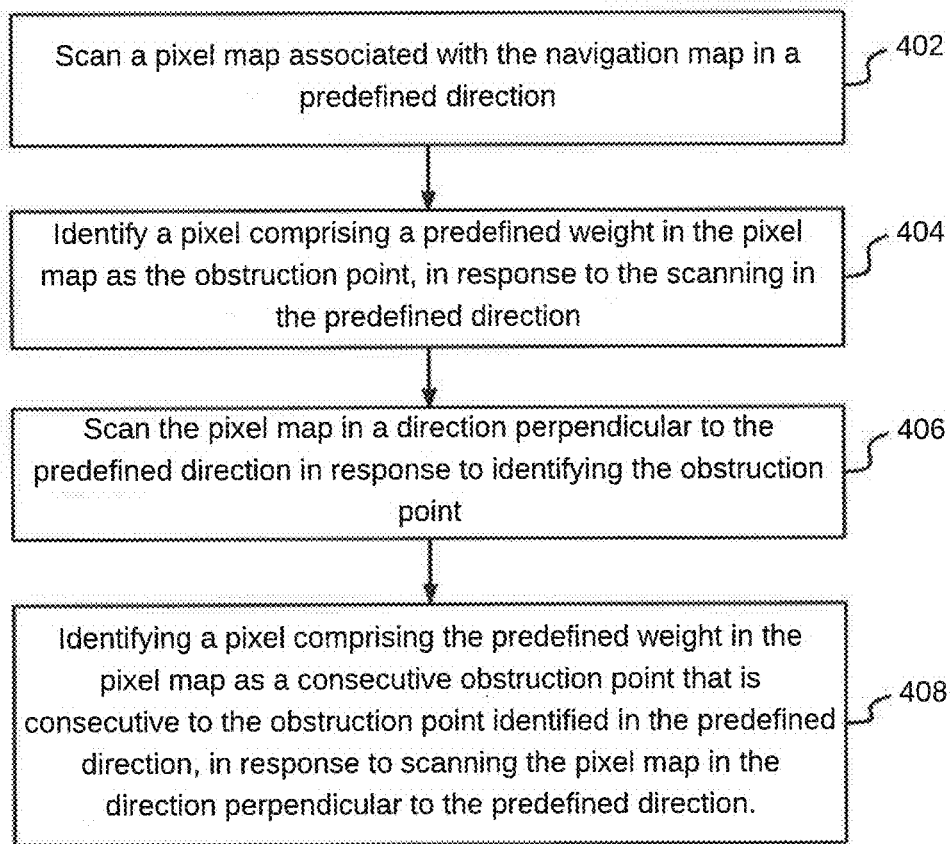 Scan a pixel map associated with the navigation map in a
predefined direction
402
Identify a pixel comprising a predefined weight in the pixel
map as the obstruction point, in response to the scanning in
the predefined direction
404
Scan the pixel map in a direction perpendicular to the
predefined direction in response to identifying the obstruction
point
406
Identifying a pixel comprising the predefined weight in the
pixel map as a consecutive obstruction point that is
consecutive to the obstruction point identified in the predefined
direction, in response to scanning the pixel map in the
direction perpendicular to the predefined direction.
408